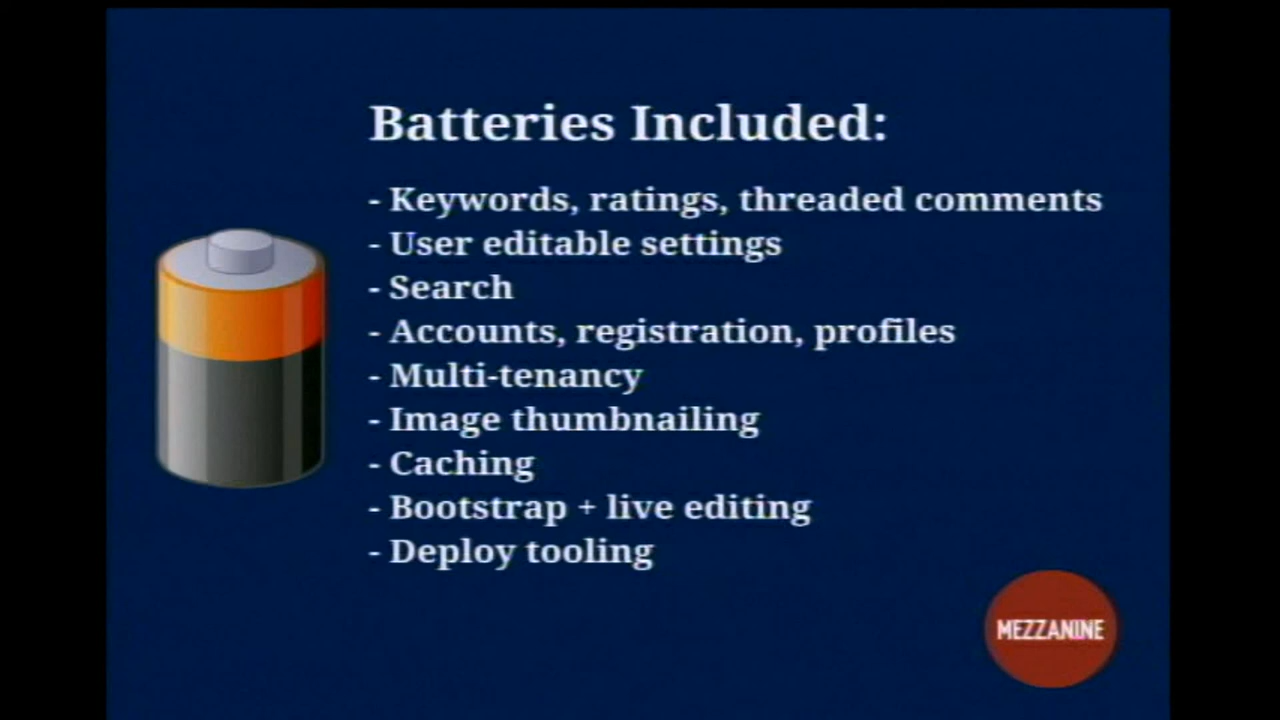 Batteries Included:
- Keywords, ratings, threaded comments
- User editable settings
- Search
- Accounts, registration, profiles
- Multi-tenancy
- Image thumbnailing
- Caching
- Bootstrap + live editing
- Deploy tooling
MEZZANINE